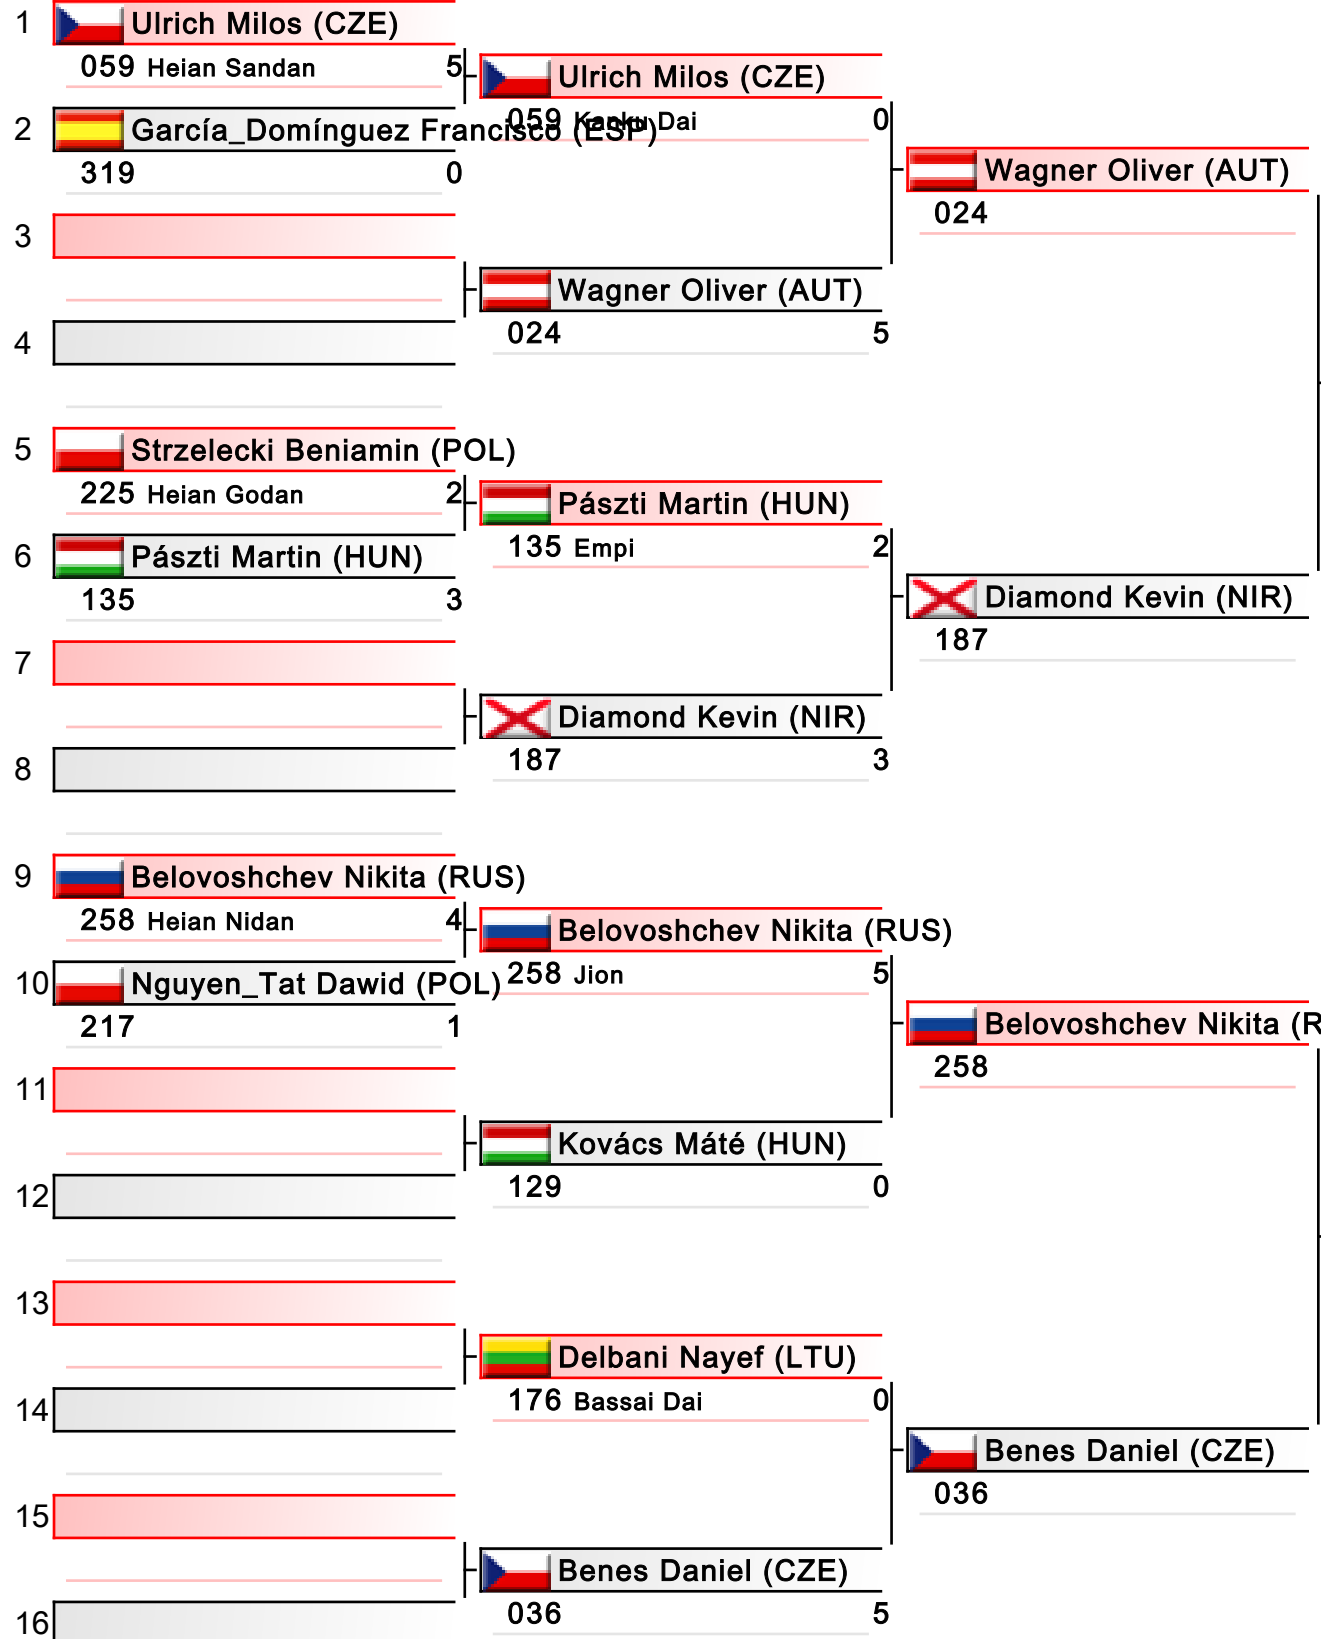 1 Ulrich Milos (CZE)
059 Heian Sandan 5
2 García_Domínguez Francisco (ESP)
319 0
3
4
5 Strzelecki Beniamin (POL)
225 Heian Godan 2
6 Pászti Martin (HUN)
135 3
7
8
9 Belovoshchev Nikita (RUS)
258 Heian Nidan 4
10 Nguyen_Tat Dawid (POL)
217 1
11
12
13
14
15
16
Ulrich Milos (CZE)
059 Kanku Dai 0
Wagner Oliver (AUT)
024 5
Pászti Martin (HUN)
135 Empi 2
Diamond Kevin (NIR)
187 3
Belovoshchev Nikita (RUS)
258 Jion 5
Kovács Máté (HUN)
129 0
Delbani Nayef (LTU)
176 Bassai Dai 0
Benes Daniel (CZE)
036 5
Wagner Oliver (AUT)
024
Diamond Kevin (NIR)
187
Belovoshchev Nikita (R
258
Benes Daniel (CZE)
036